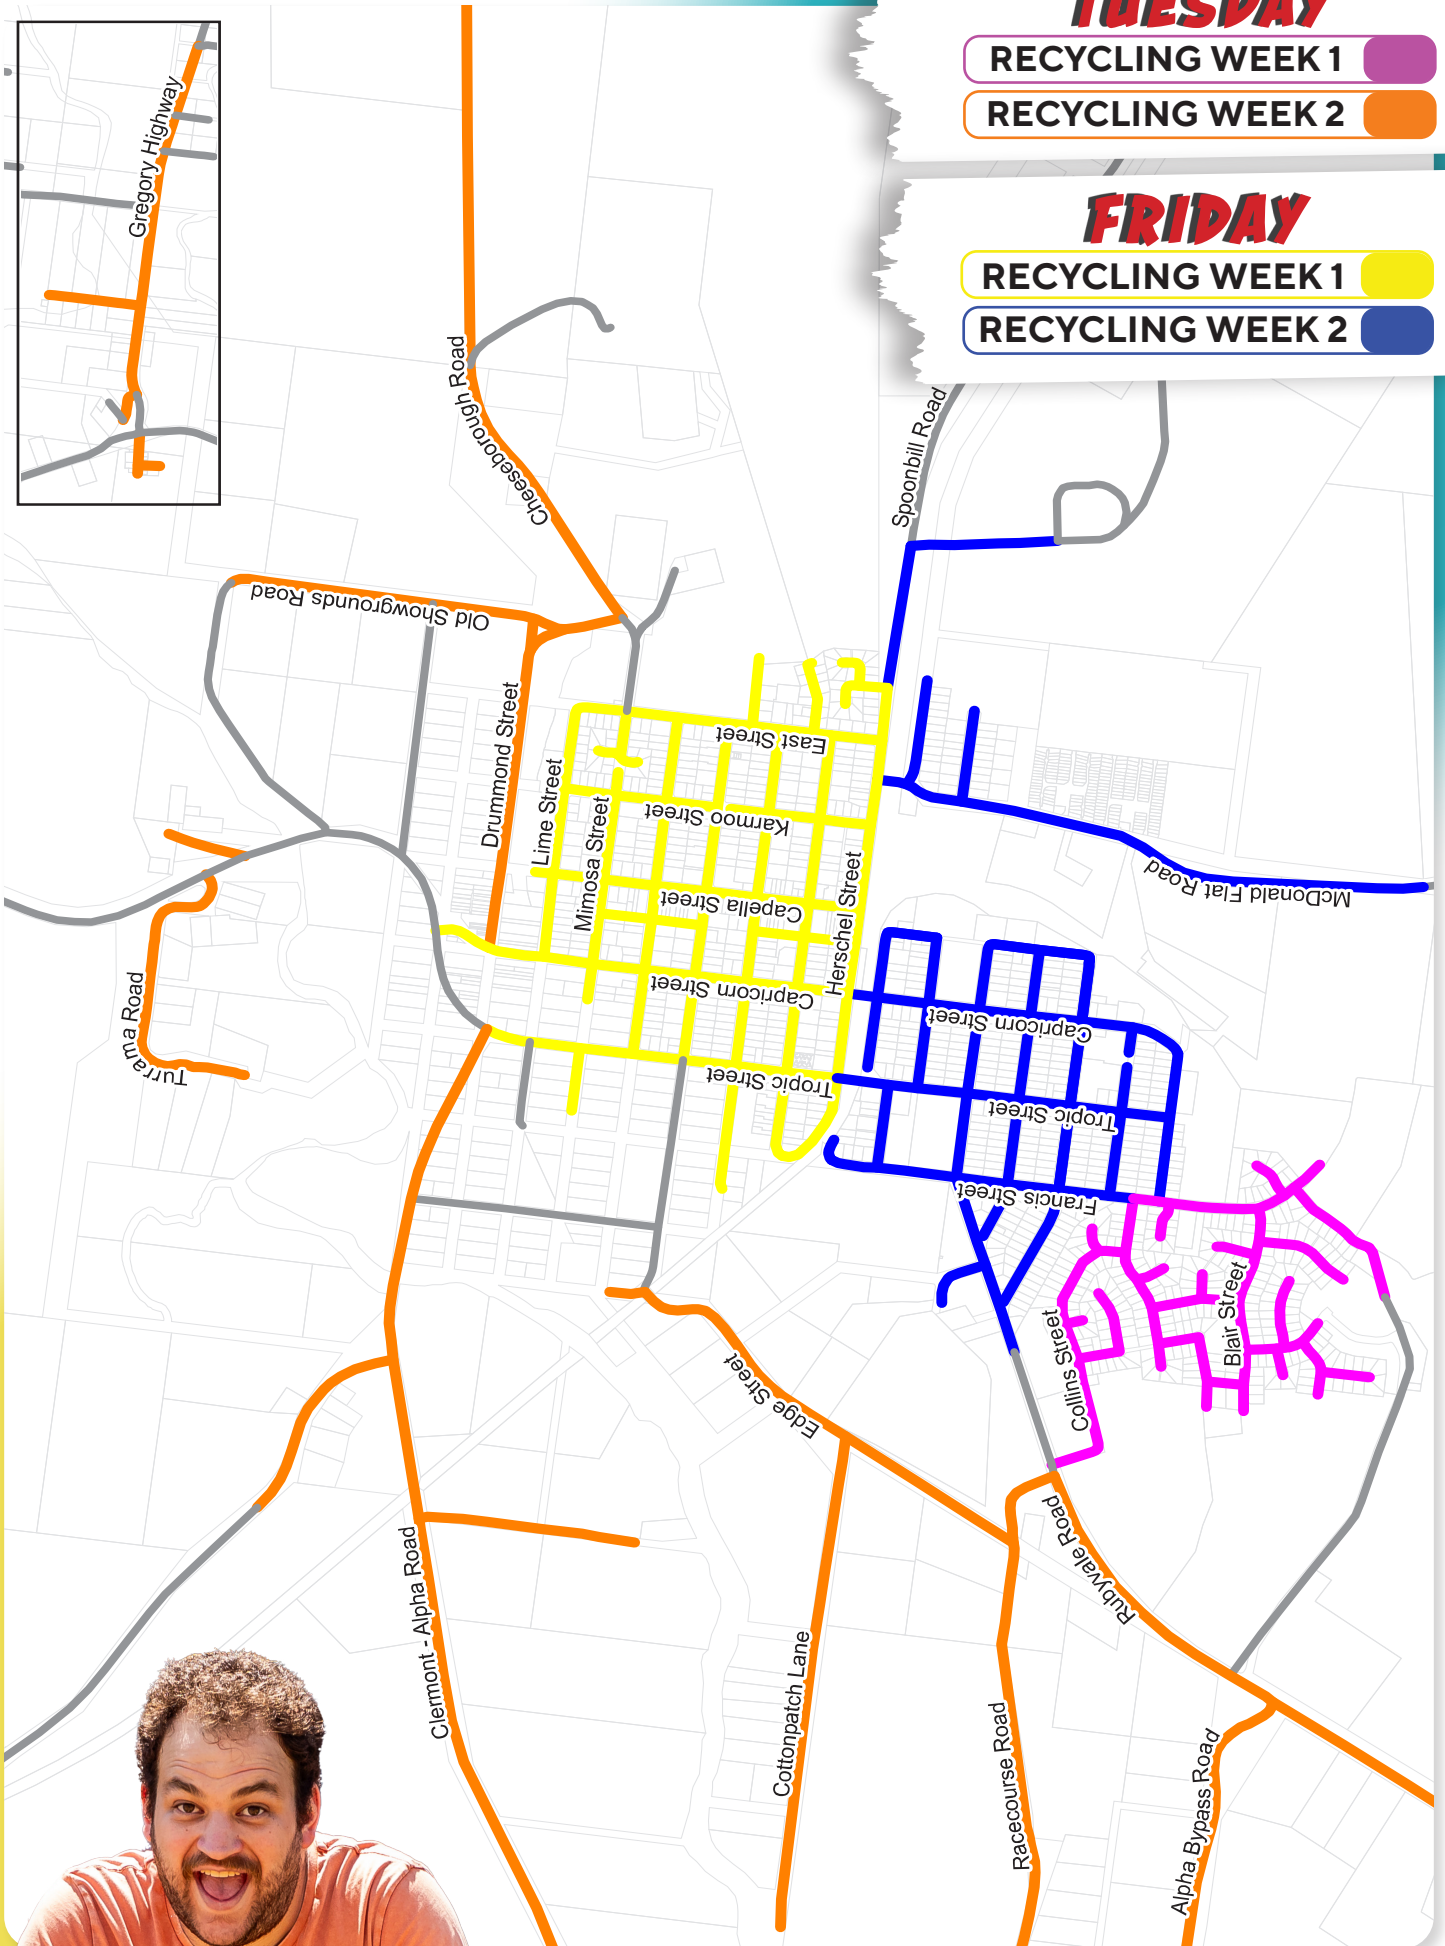 TUESDAY
RECYCLING WEEK 1
RECYCLING WEEK 2
FRIDAY
RECYCLING WEEK 1
RECYCLING WEEK 2
Gregory Highway
Cheeseborough Road
Spoonbill Road
Old Showgrounds Road
Drummond Street
East Street
Lime Street
Karmoo Street
Mimosa Street
McDonald Flat Road
Capella Street
Herschel Street
Capricorn Street
Capricorn Street
Turrama Road
Tropic Street
Tropic Street
Francis Street
Blair Street
Collins Street
Edge Street
Rubyvale Road
Clermont - Alpha Road
Cottonpatch Lane
Racecourse Road
Alpha Bypass Road